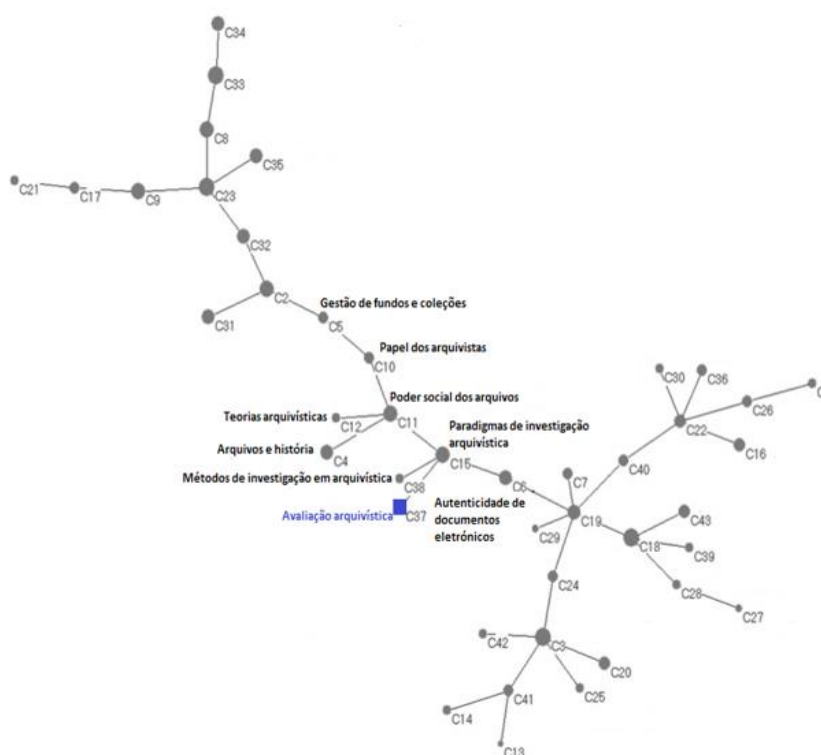 C34
C33
C8
C35
C21
C17
C9
C23
C32
C2
Gestão de fundos e coleções
C31
C5
Papel dos arquivistas
C10
C30
C36
Poder social dos arquivos
C26
Teorias arquivísticas
C12
C11
C22
Paradigmas de investigação
arquivística
C16
Arquivos e história
C4
C15
C40
Métodos de investigação em arquivística
C38
C6
C7
Avaliação arquivística
C37
Autenticidade de
documentos
eletrónicos
C19
C43
C29
C18
C39
C24
C28
C27
C42
C3
C20
C25
C41
C14
C13